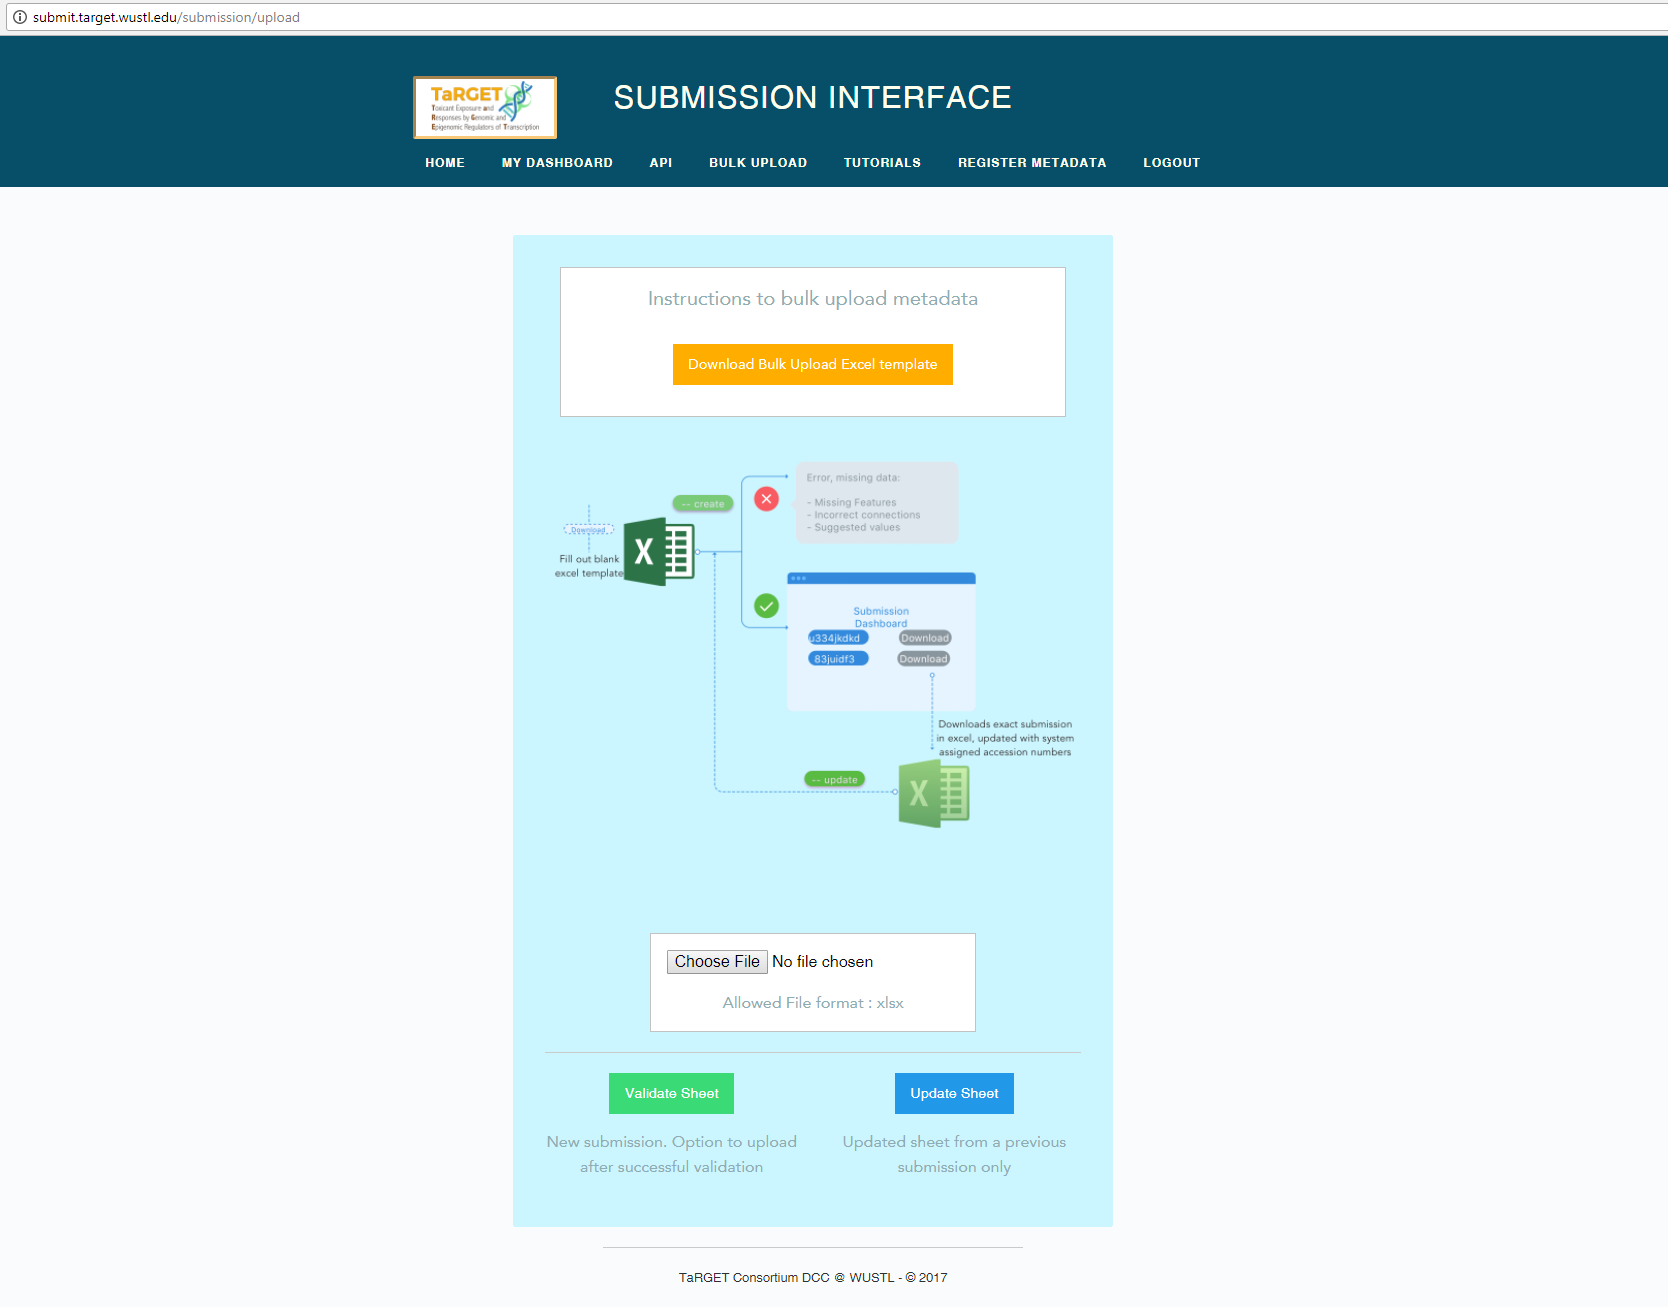 submit.target.wustl.edu/submission/upload
TaRGET
Toxicant Exposure and
Responses by Genomic and
Epigenomic Regulators of Transcription
SUBMISSION INTERFACE
HOME MY DASHBOARD API BULK UPLOAD TUTORIALS REGISTER METADATA LOGOUT
Instructions to bulk upload metadata
Download Bulk Upload Excel template
Error, missing data:
- Missing Features
- Incorrect connections
- Suggested values
-- create
Download
Fill out blank
excel template
X
Submission
Dashboard
u334jkdkd Download
83juidf3 Download
Downloads exact submission
in excel, updated with system
assigned accession numbers
-- update
X
Choose File No file chosen
Allowed File format : xlsx
Validate Sheet
New submission. Option to upload
after successful validation
Update Sheet
Updated sheet from a previous
submission only
TaRGET Consortium DCC @ WUSTL - © 2017